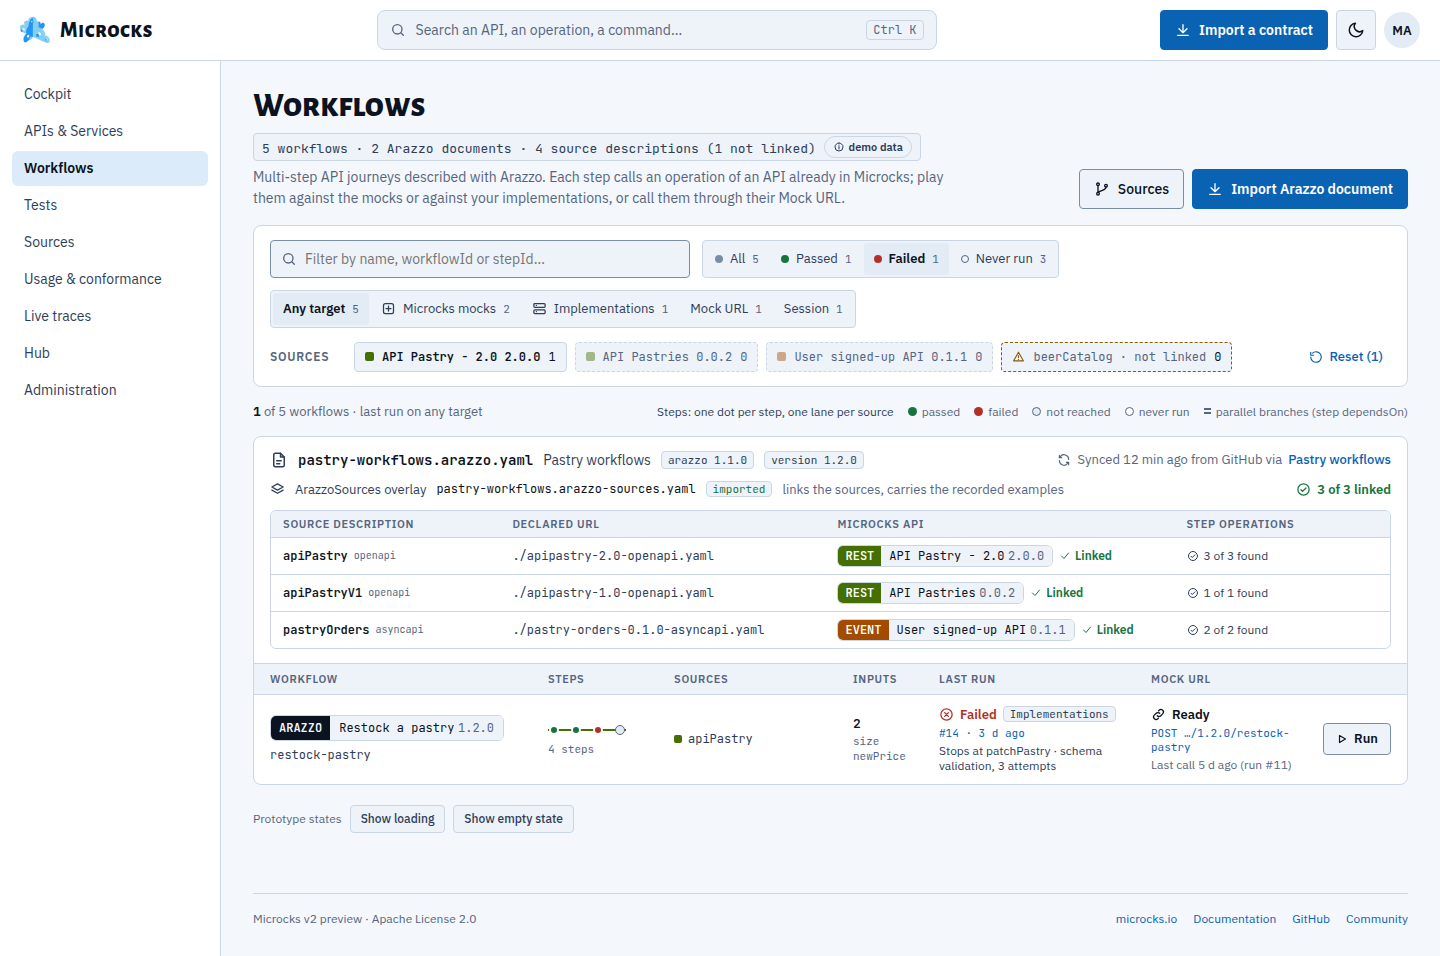 Microcks
Search an API, an operation, a command...
Ctrl K
Import a contract
MA
Cockpit
APIs & Services
Workflows
Tests
Sources
Usage & conformance
Live traces
Hub
Administration
Workflows
5 workflows · 2 Arazzo documents · 4 source descriptions (1 not linked) demo data
Multi-step API journeys described with Arazzo. Each step calls an operation of an API already in Microcks; play
them against the mocks or against your implementations, or call them through their Mock URL.
Sources
Import Arazzo document
Filter by name, workflowId or stepId...
All 5 Passed 1 Failed 1 Never run 3
Any target 5 Microcks mocks 2 Implementations 1 Mock URL 1 Session 1
SOURCES API Pastry - 2.0 2.0.0 1 API Pastries 0.0.2 0 User signed-up API 0.1.1 0 beerCatalog · not linked 0 Reset (1)
1 of 5 workflows · last run on any target
Steps: one dot per step, one lane per source passed failed not reached never run parallel branches (step dependsOn)
pastry-workflows.arazzo.yaml Pastry workflows arazzo 1.1.0 version 1.2.0 Synced 12 min ago from GitHub via Pastry workflows
ArazzoSources overlay pastry-workflows.arazzo-sources.yaml imported links the sources, carries the recorded examples 3 of 3 linked
SOURCE DESCRIPTION DECLARED URL MICROCKS API STEP OPERATIONS
apiPastry openapi ./apipastry-2.0-openapi.yaml REST API Pastry - 2.0 2.0.0 Linked 3 of 3 found
apiPastryV1 openapi ./apipastry-1.0-openapi.yaml REST API Pastries 0.0.2 Linked 1 of 1 found
pastryOrders asyncapi ./pastry-orders-0.1.0-asyncapi.yaml EVENT User signed-up API 0.1.1 Linked 2 of 2 found
WORKFLOW STEPS SOURCES INPUTS LAST RUN MOCK URL
ARAZZO Restock a pastry 1.2.0
restock-pastry
4 steps
apiPastry
2
size
newPrice
Failed Implementations
#14 · 3 d ago
Stops at patchPastry · schema
validation, 3 attempts
Ready
POST …/1.2.0/restock-
pastry
Last call 5 d ago (run #11)
Run
Prototype states Show loading Show empty state
Microcks v2 preview · Apache License 2.0
microcks.io Documentation GitHub Community